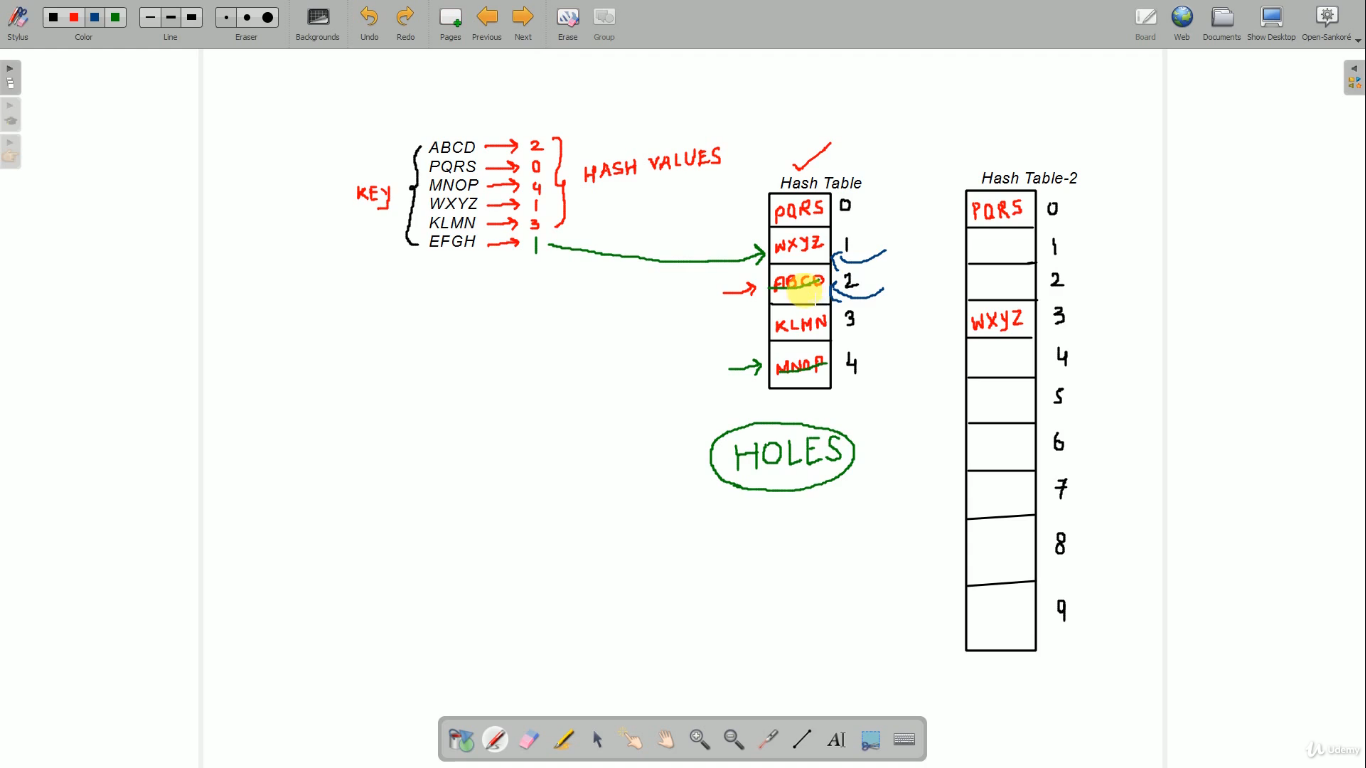 Stylus Color Line Eraser Backgrounds Undo Redo Pages Previous Next Erase Group Board Web Documents Show Desktop Open-Sankoré
KEY
ABCD → 2
PQRS → 0
MNOP → 4
WXYZ → 1
KLMN → 3
EFGH → 1
HASH VALUES
Hash Table
PQRS 0
WXYZ 1
ABCD 2
KLMN 3
MNOP 4
HOLES
Hash Table-2
PQRS 0
1
2
WXYZ 3
4
5
6
7
8
9
AI
Udemy